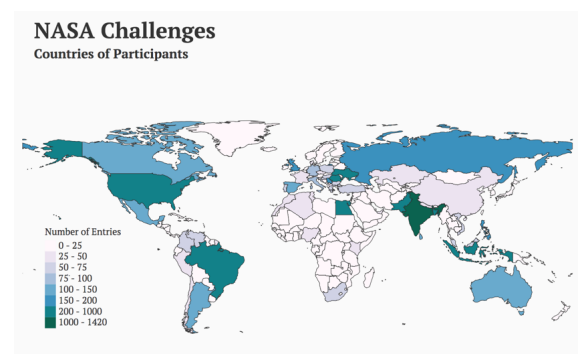 NASA Challenges
Countries of Participants
Number of Entries
0 - 25
25 - 50
50 - 75
75 - 100
100 - 150
150 - 200
200 - 1000
1000 - 1420